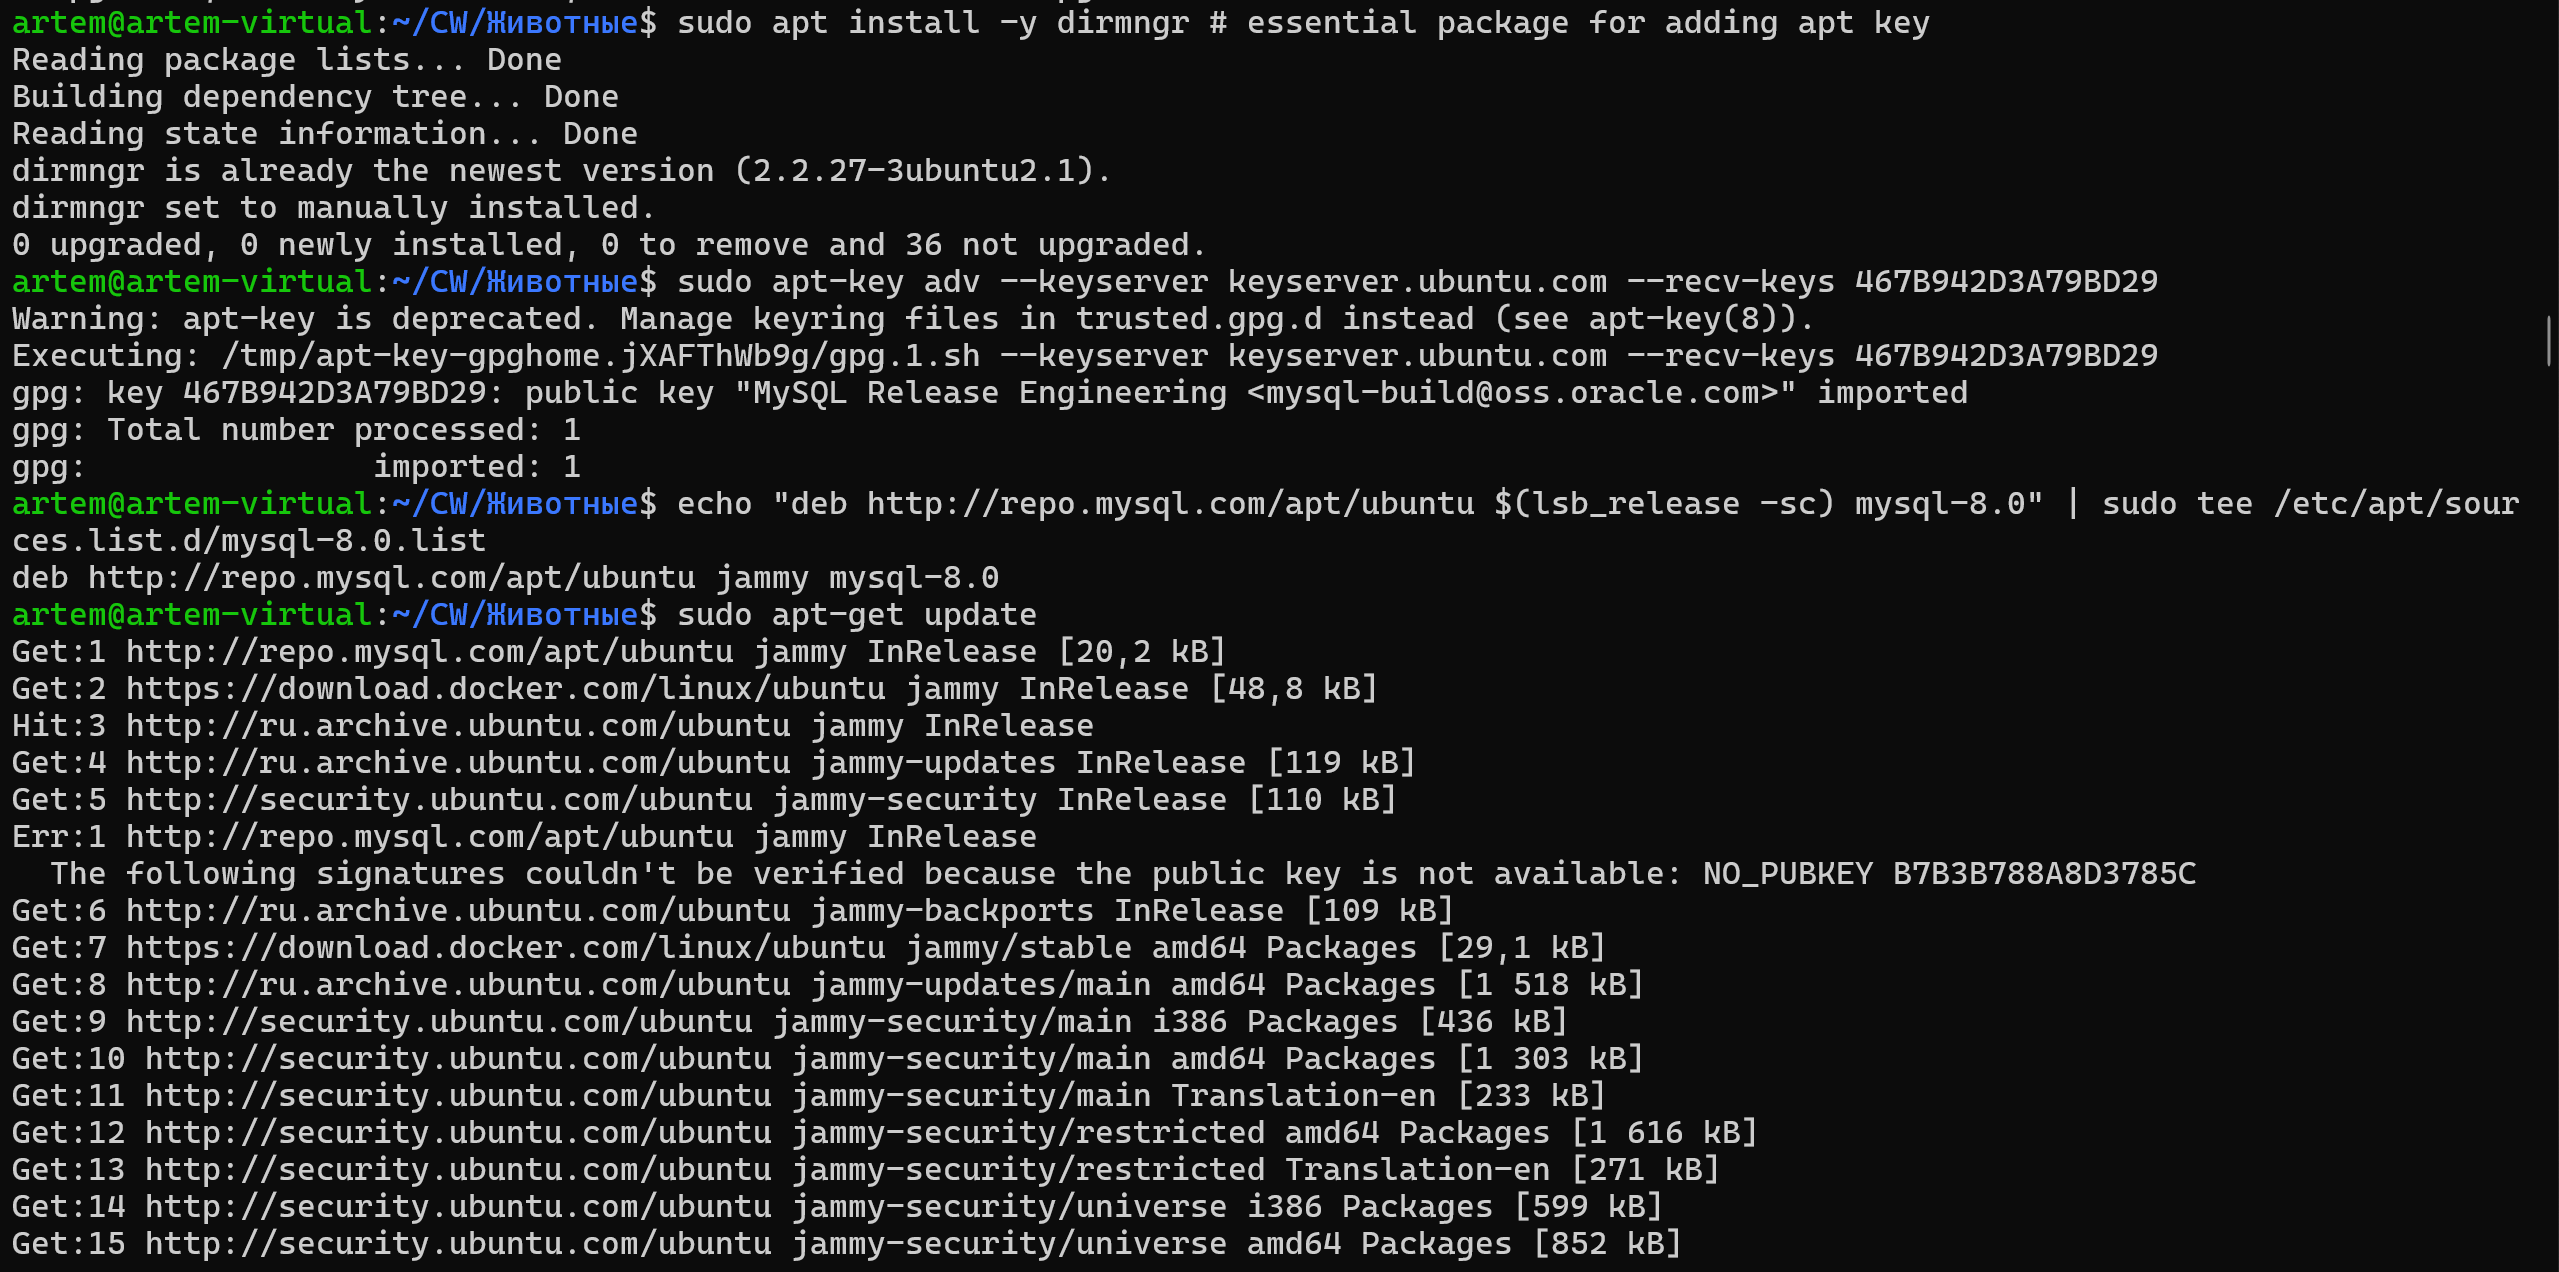 artem@artem-virtual:~/CW/Животные$ sudo apt install -y dirmngr # essential package for adding apt key
Reading package lists... Done
Building dependency tree... Done
Reading state information... Done
dirmngr is already the newest version (2.2.27-3ubuntu2.1).
dirmngr set to manually installed.
0 upgraded, 0 newly installed, 0 to remove and 36 not upgraded.
artem@artem-virtual:~/CW/Животные$ sudo apt-key adv --keyserver keyserver.ubuntu.com --recv-keys 467B942D3A79BD29
Warning: apt-key is deprecated. Manage keyring files in trusted.gpg.d instead (see apt-key(8)).
Executing: /tmp/apt-key-gpghome.jXAFThWb9g/gpg.1.sh --keyserver keyserver.ubuntu.com --recv-keys 467B942D3A79BD29
gpg: key 467B942D3A79BD29: public key "MySQL Release Engineering <mysql-build@oss.oracle.com>" imported
gpg: Total number processed: 1
gpg:               imported: 1
artem@artem-virtual:~/CW/Животные$ echo "deb http://repo.mysql.com/apt/ubuntu $(lsb_release -sc) mysql-8.0" | sudo tee /etc/apt/sour
ces.list.d/mysql-8.0.list
deb http://repo.mysql.com/apt/ubuntu jammy mysql-8.0
artem@artem-virtual:~/CW/Животные$ sudo apt-get update
Get:1 http://repo.mysql.com/apt/ubuntu jammy InRelease [20,2 kB]
Get:2 https://download.docker.com/linux/ubuntu jammy InRelease [48,8 kB]
Hit:3 http://ru.archive.ubuntu.com/ubuntu jammy InRelease
Get:4 http://ru.archive.ubuntu.com/ubuntu jammy-updates InRelease [119 kB]
Get:5 http://security.ubuntu.com/ubuntu jammy-security InRelease [110 kB]
Err:1 http://repo.mysql.com/apt/ubuntu jammy InRelease
  The following signatures couldn't be verified because the public key is not available: NO_PUBKEY B7B3B788A8D3785C
Get:6 http://ru.archive.ubuntu.com/ubuntu jammy-backports InRelease [109 kB]
Get:7 https://download.docker.com/linux/ubuntu jammy/stable amd64 Packages [29,1 kB]
Get:8 http://ru.archive.ubuntu.com/ubuntu jammy-updates/main amd64 Packages [1 518 kB]
Get:9 http://security.ubuntu.com/ubuntu jammy-security/main i386 Packages [436 kB]
Get:10 http://security.ubuntu.com/ubuntu jammy-security/main amd64 Packages [1 303 kB]
Get:11 http://security.ubuntu.com/ubuntu jammy-security/main Translation-en [233 kB]
Get:12 http://security.ubuntu.com/ubuntu jammy-security/restricted amd64 Packages [1 616 kB]
Get:13 http://security.ubuntu.com/ubuntu jammy-security/restricted Translation-en [271 kB]
Get:14 http://security.ubuntu.com/ubuntu jammy-security/universe i386 Packages [599 kB]
Get:15 http://security.ubuntu.com/ubuntu jammy-security/universe amd64 Packages [852 kB]